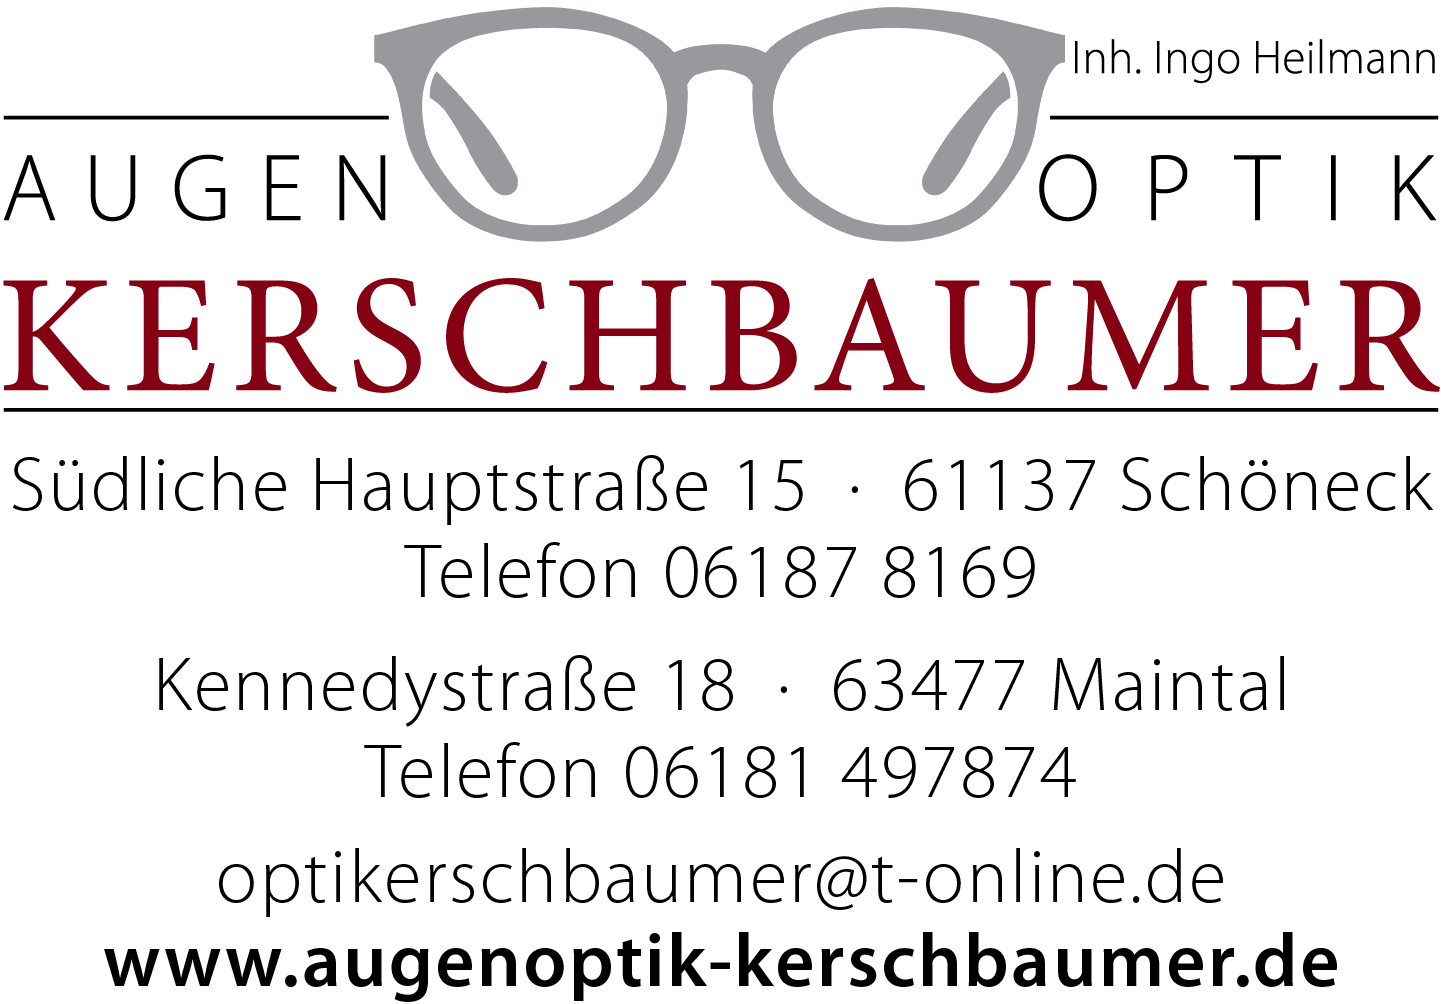 Inh. Ingo Heilmann
AUGEN OPTIK
KERSCHBAUMER
Südliche Hauptstraße 15 · 61137 Schöneck
Telefon 06187 8169
Kennedystraße 18 · 63477 Maintal
Telefon 06181 497874
optikerschbaumer@t-online.de
www.augenoptik-kerschbaumer.de